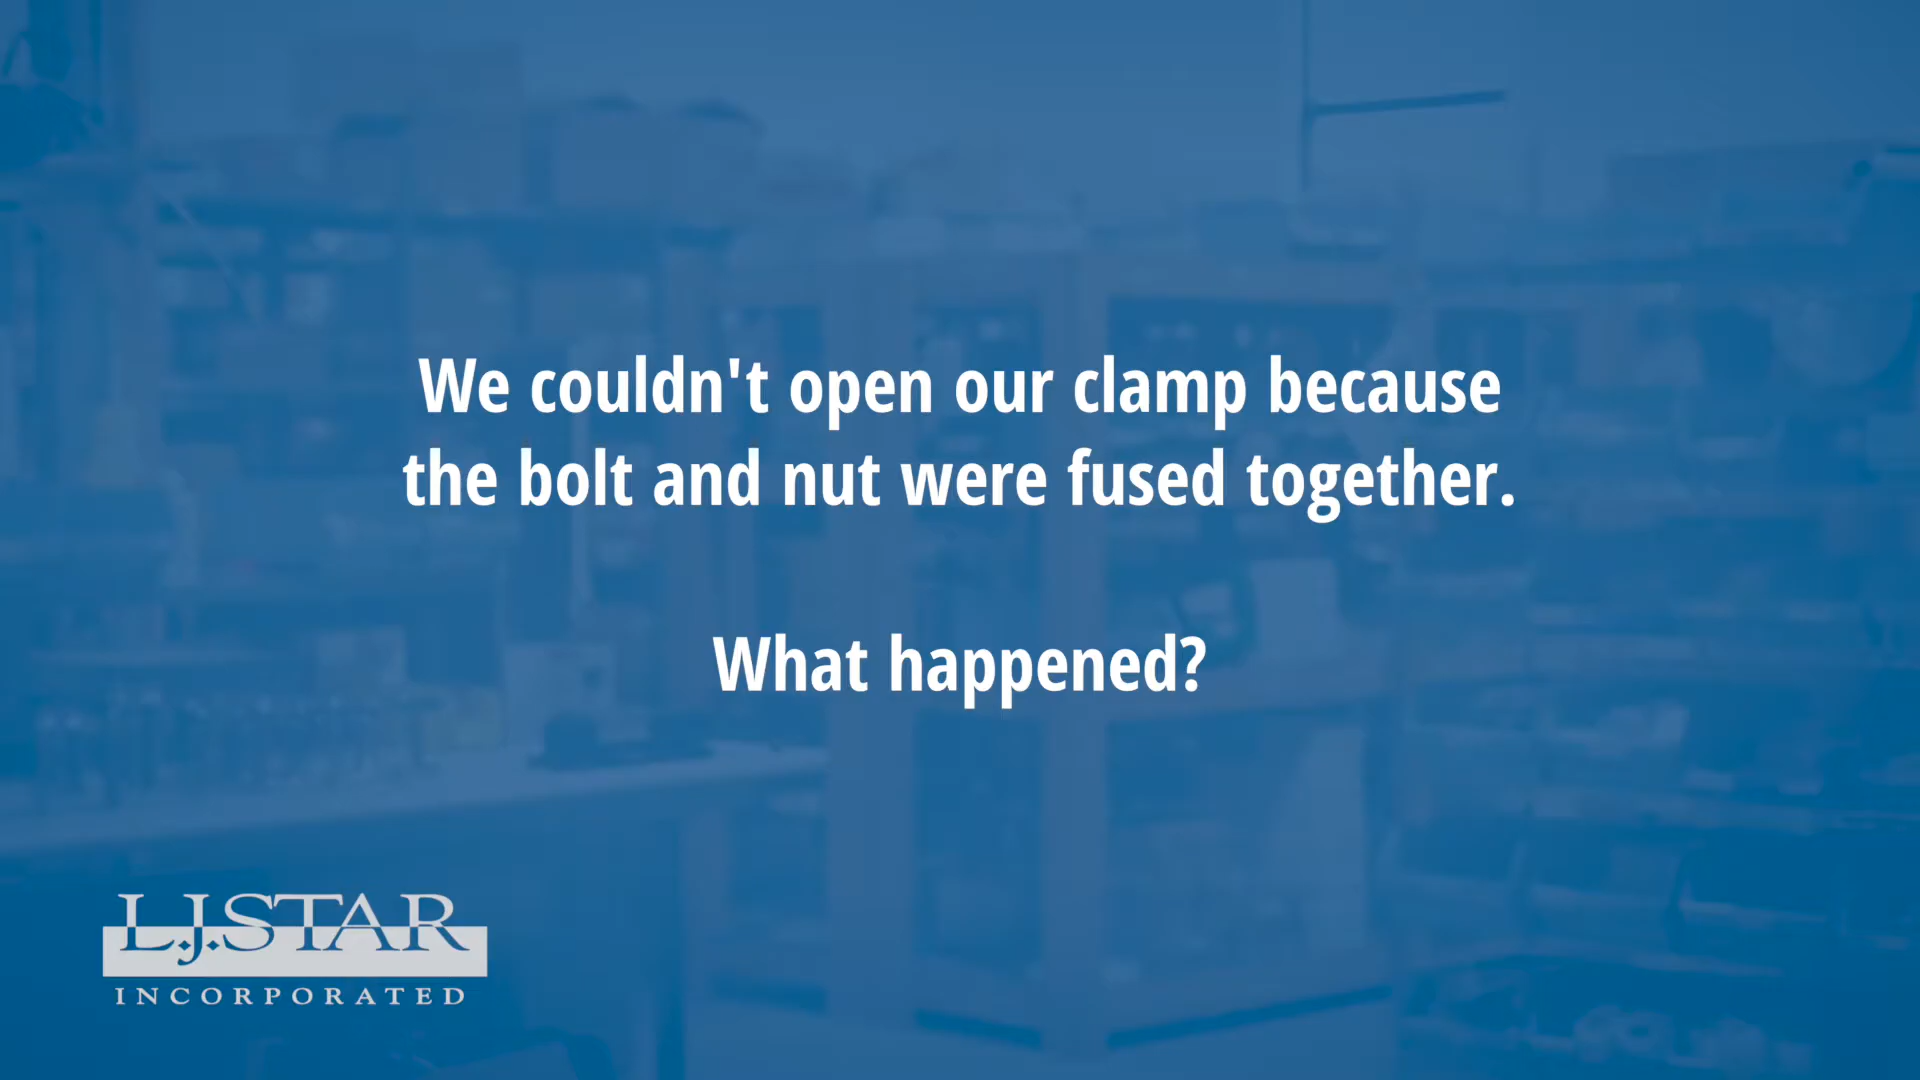 We couldn't open our clamp because
the bolt and nut were fused together.
What happened?
L.J.STAR
INCORPORATED